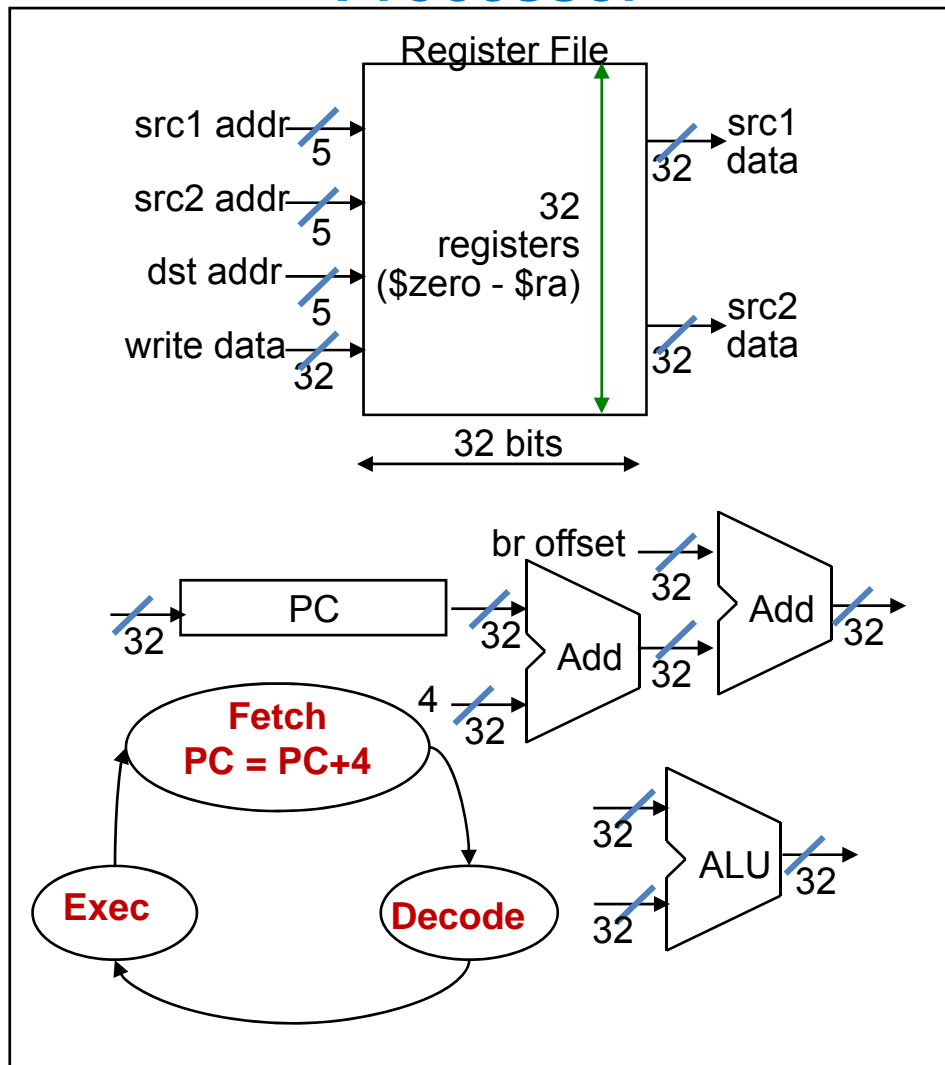 Processor
Register File
src1 addr
5
src2 addr
5
dst addr
5
write data
32
32
registers
($zero - $ra)
src1
data
32
src2
data
32
32 bits
br offset
32
Add
32
32
PC
32
Add
32
4
32
Fetch
PC = PC+4
Exec
Decode
32
ALU
32
32